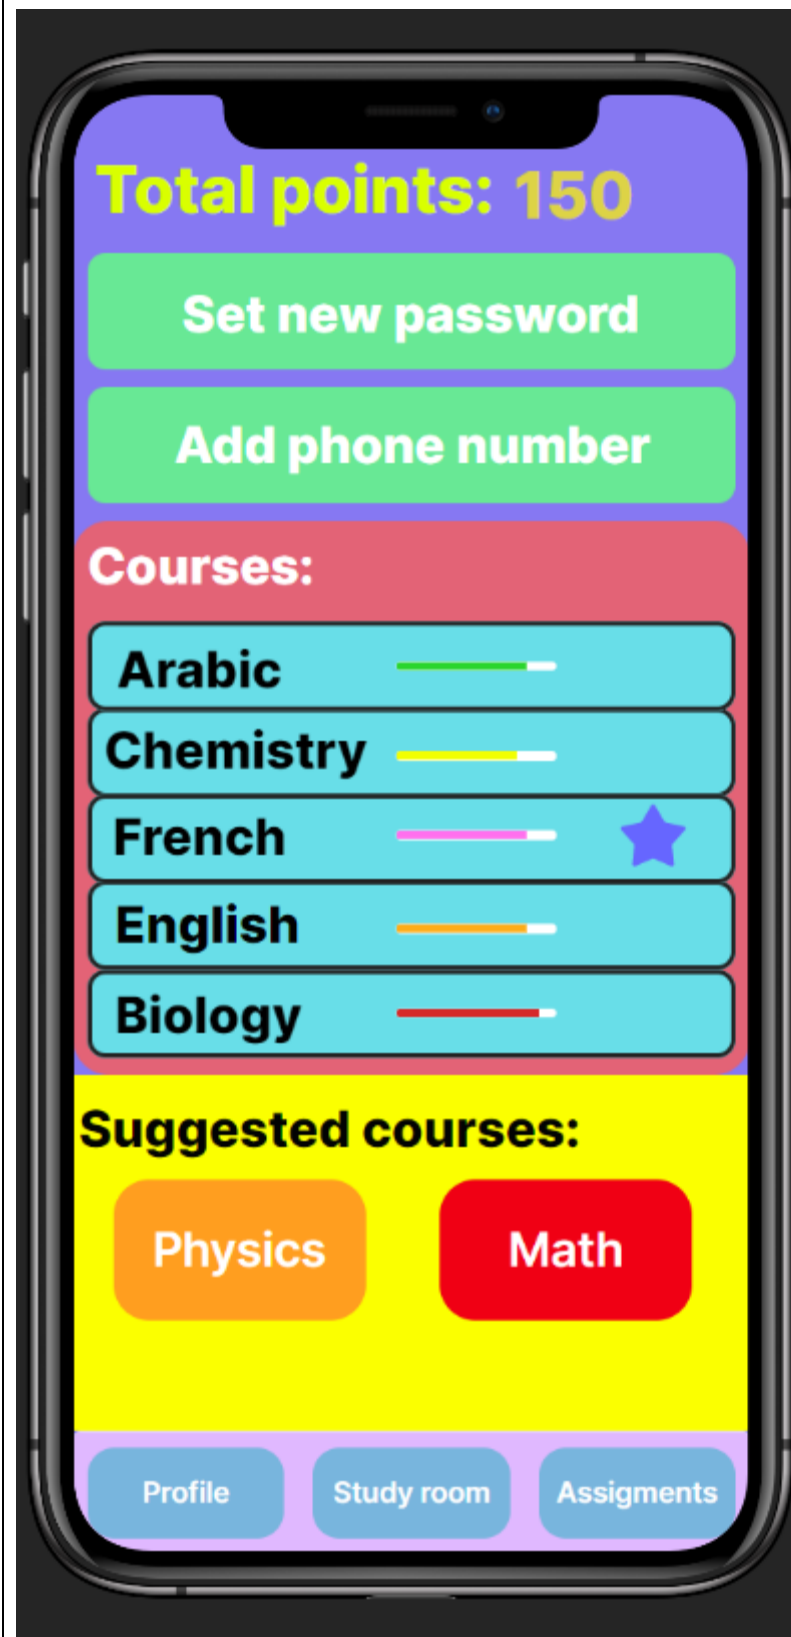 Total points: 150
Set new password
Add phone number
Courses:
Arabic
Chemistry
French
English
Biology
Suggested courses:
Physics
Math
Profile
Study room
Assigments